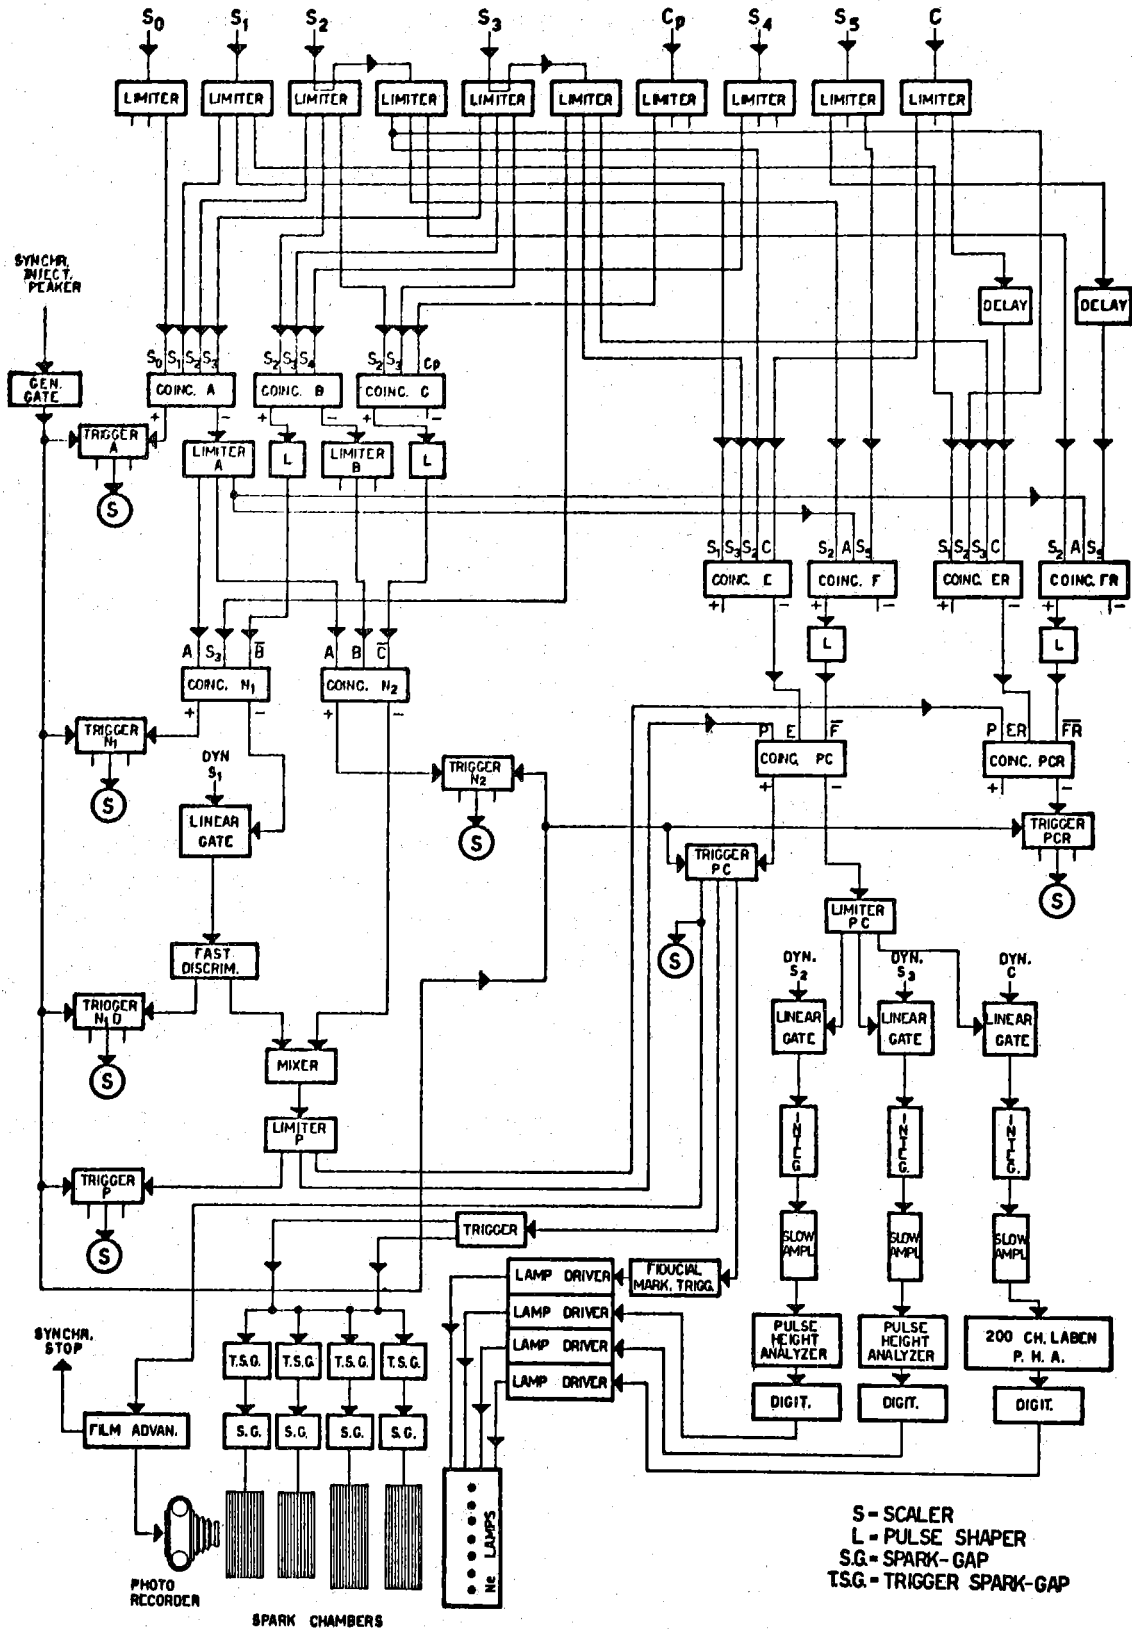 S0 S1 S2 S3 Cp S4 S5 C
LIMITER LIMITER LIMITER LIMITER LIMITER LIMITER LIMITER LIMITER LIMITER LIMITER
SYNCHR.
INJECT.
PEAKER
DELAY DELAY
S0 S1 S2 S3 S2 S3 S4 S2 S3 Cp
GEN.
GATE
COINC. A COINC. B COINC. C
+ - + - + -
TRIGGER
A
LIMITER
A
L
LIMITER
B
L
S
S1 S3 S2 C S2 A S5 S1 S2 S3 C S2 A S5
COINC. E COINC. F COINC. ER COINC. FR
+ - + - + - + -
L L
A S3 B̅ A B C̅
COINC. N1 COINC. N2
+ - + -
P E F̅ P ER F̅R̅
COINC. PC COINC. PCR
+ - + -
TRIGGER
N1
S
DYN
S1
LINEAR
GATE
TRIGGER
N2
S
TRIGGER
PC
S
TRIGGER
PCR
S
LIMITER
PC
FAST
DISCRIM.
DYN.
S2
DYN.
S3
DYN.
C
LINEAR
GATE
LINEAR
GATE
LINEAR
GATE
TRIGGER
N1D
S
MIXER
LIMITER
P
INTEG. INTEG. INTEG.
TRIGGER
P
S
TRIGGER
SLOW
AMPL
SLOW
AMPL
SLOW
AMPL
LAMP DRIVER
FIDUCIAL
MARK. TRIGG.
LAMP DRIVER
LAMP DRIVER
LAMP DRIVER
PULSE
HEIGHT
ANALYZER
PULSE
HEIGHT
ANALYZER
200 CH. LABEN
P. H. A.
DIGIT. DIGIT. DIGIT.
SYNCHR.
STOP
T.S.G. T.S.G. T.S.G. T.S.G.
FILM ADVAN.
S.G. S.G. S.G. S.G.
Ne LAMPS
PHOTO
RECORDER
SPARK CHAMBERS
S = SCALER
L = PULSE SHAPER
S.G. = SPARK-GAP
T.S.G. = TRIGGER SPARK-GAP